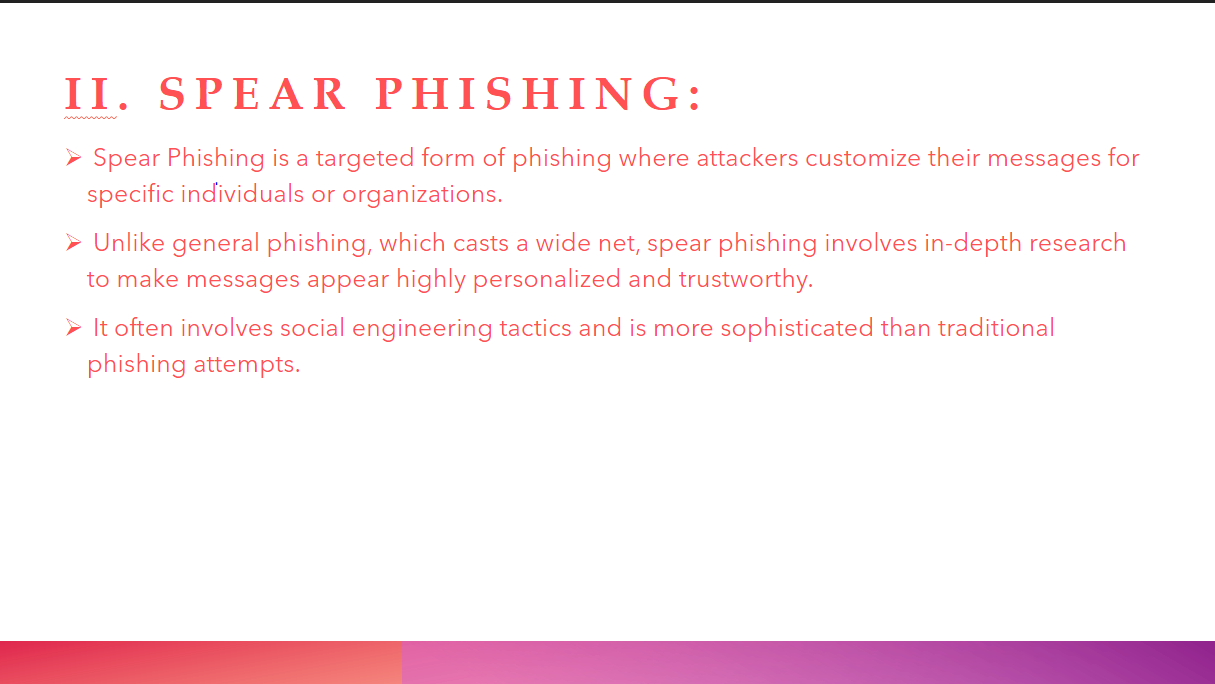 II. SPEAR PHISHING:
➢ Spear Phishing is a targeted form of phishing where attackers customize their messages for
specific individuals or organizations.
➢ Unlike general phishing, which casts a wide net, spear phishing involves in-depth research
to make messages appear highly personalized and trustworthy.
➢ It often involves social engineering tactics and is more sophisticated than traditional
phishing attempts.